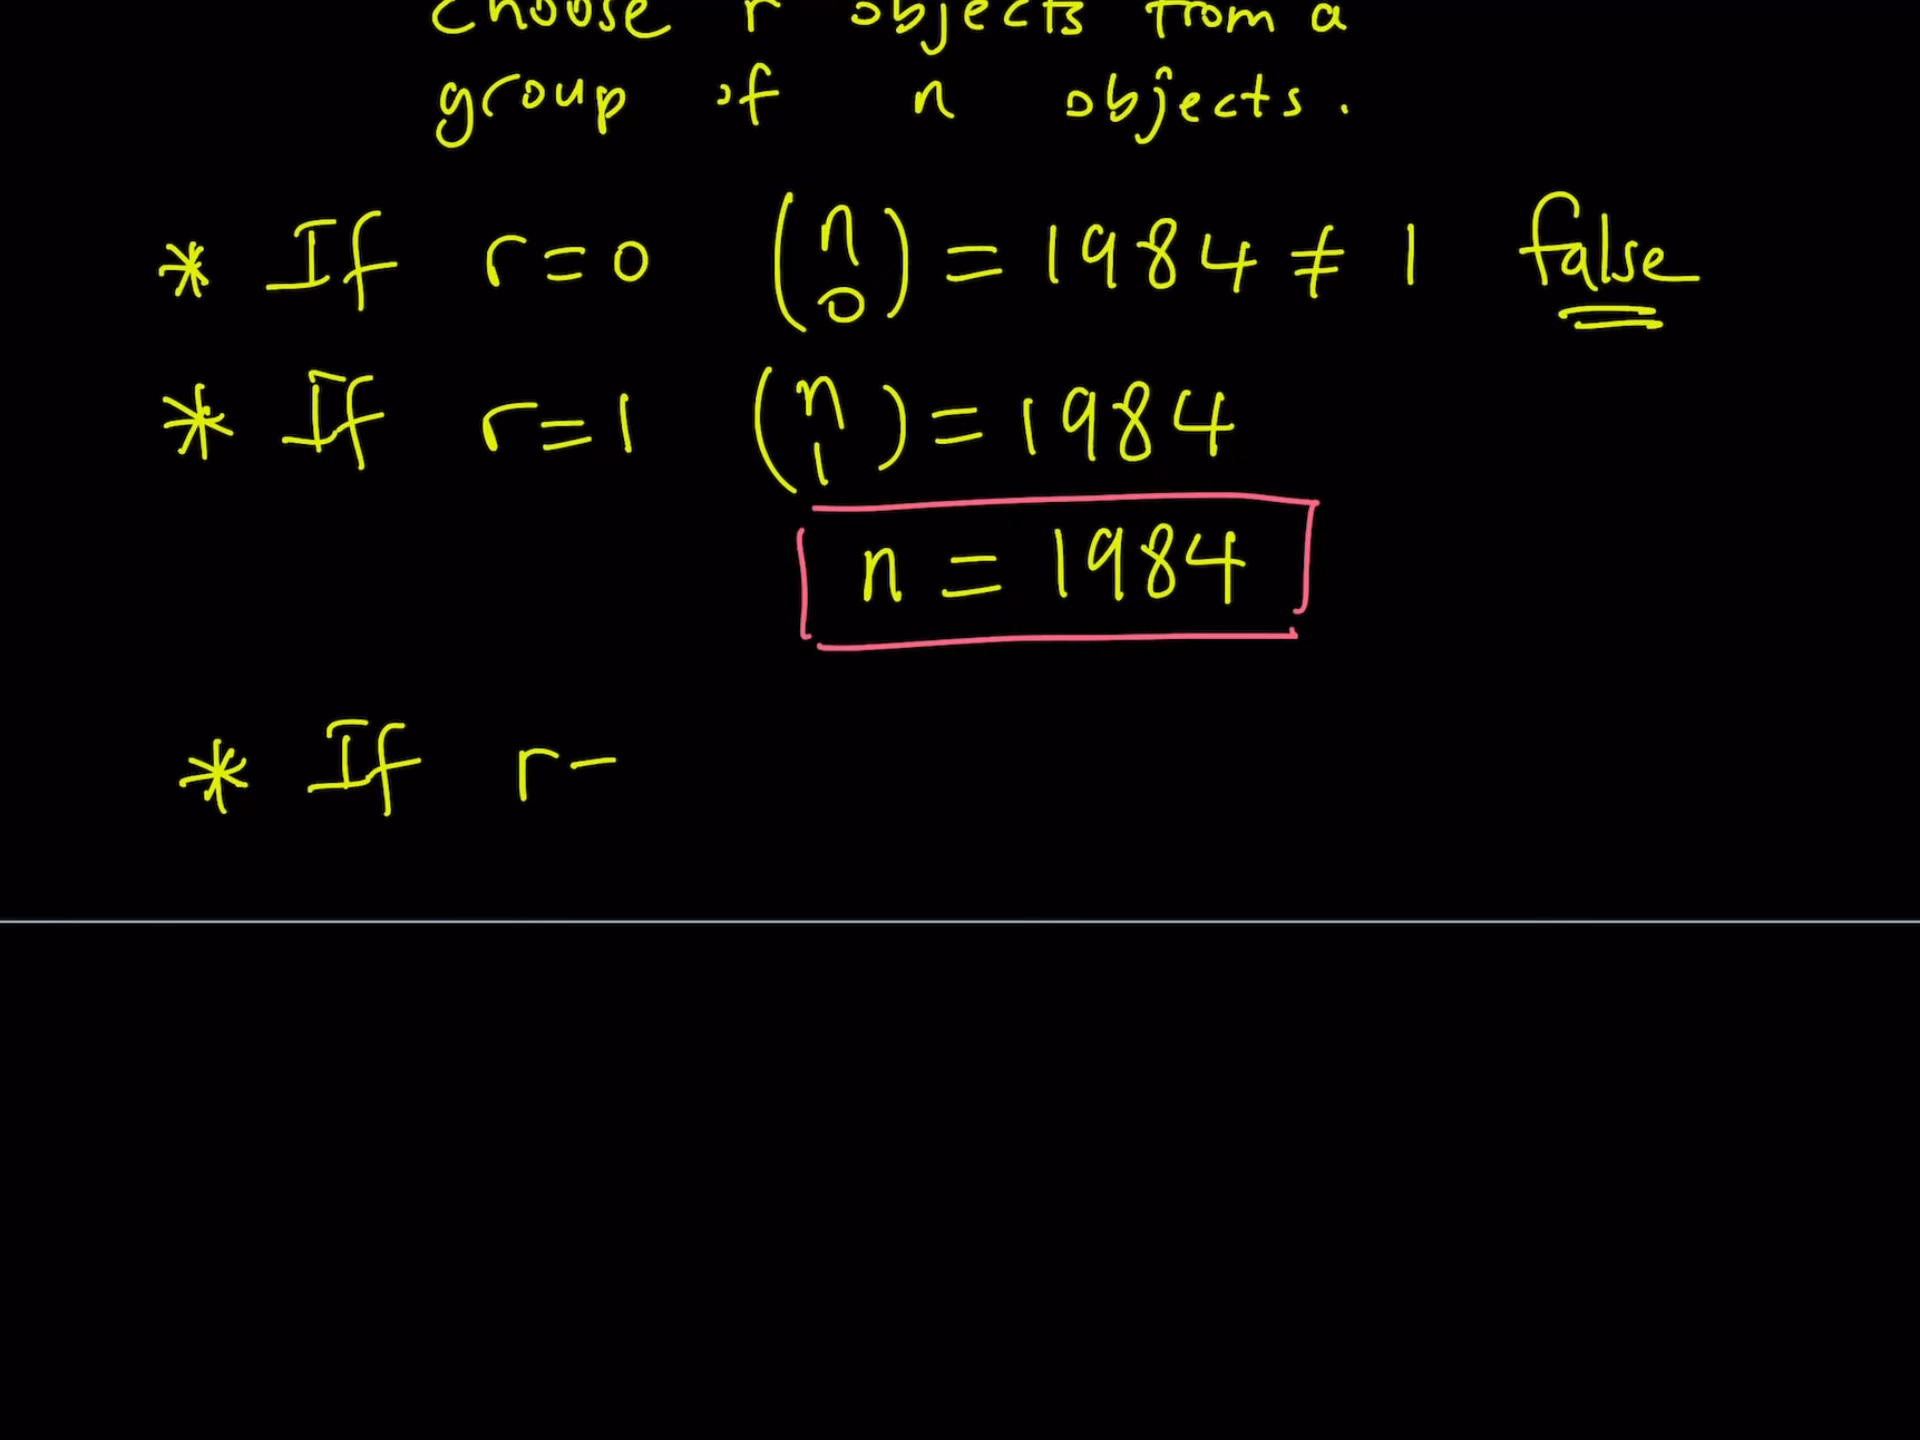 choose r objects from a
group of n objects.
* If r=0 (n 0) = 1984 ≠ 1 false
* If r=1 (n 1) = 1984
n = 1984
* If r-